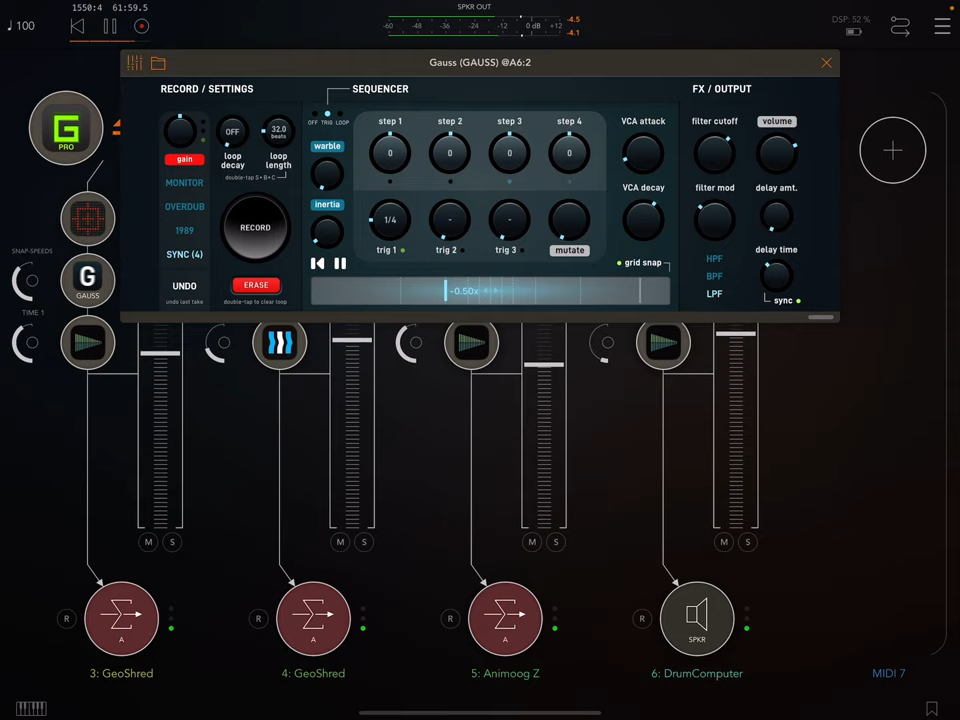 SPKR OUT
♩100
1550:4 61:59.5
-60 -48 -36 -24 -12 0 dB +12
-4.5
-4.1
DSP: 52 %
Gauss (GAUSS) @A6:2
RECORD / SETTINGS
SEQUENCER
FX / OUTPUT
PRO
gain
MONITOR
OVERDUB
1989
SYNC (4)
UNDO
undo last take
OFF
loop
decay
32.0
beats
loop
length
double-tap S • B • C
RECORD
ERASE
double-tap to clear loop
OFF TRIG LOOP
warble
inertia
step 1
step 2
step 3
step 4
0
0
0
0
1/4
-
-
trig 1
trig 2
trig 3
mutate
VCA attack
VCA decay
grid snap
-0.50x
filter cutoff
volume
filter mod
delay amt.
HPF
BPF
LPF
delay time
sync
SNAP-SPEEDS
G
GAUSS
TIME 1
M S
M S
M S
M S
R
A
R
A
R
A
R
SPKR
3: GeoShred
4: GeoShred
5: Animoog Z
6: DrumComputer
MIDI 7